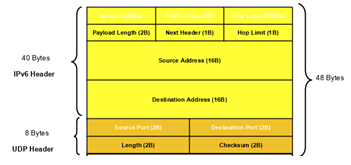 Payload Length (2B) Next Header (1B) Hop Limit (1B)
40 Bytes
IPv6 Header
Source Address (16B)
48 Bytes
Destination Address (16B)
Source Port (2B) Destination Port (2B)
8 Bytes
UDP Header
Length (2B) Checksum (2B)